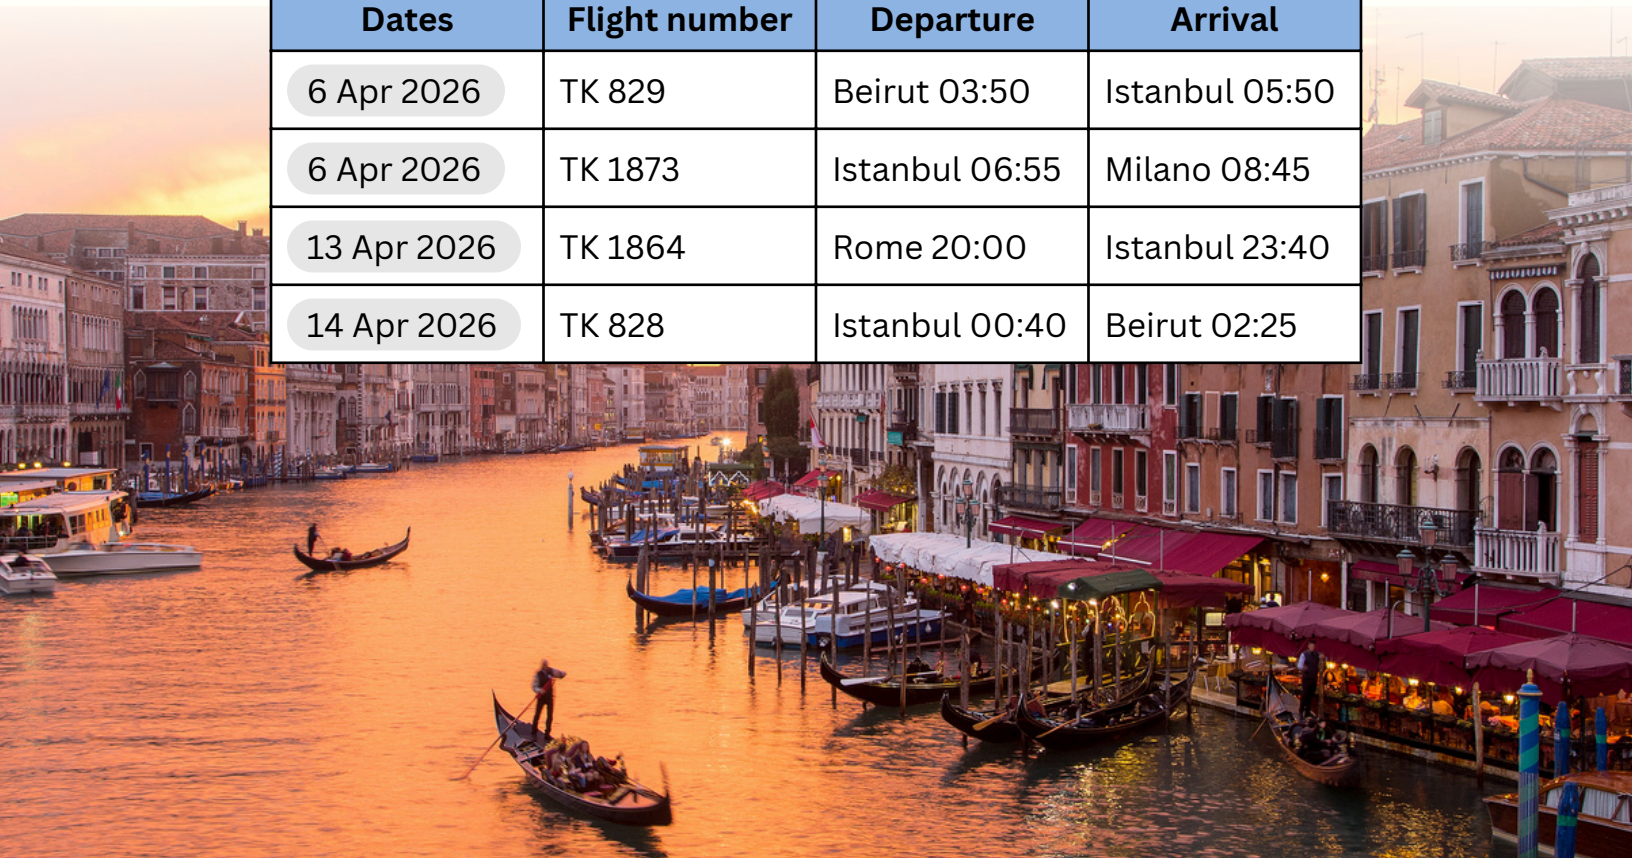 Dates Flight number Departure Arrival
6 Apr 2026 TK 829 Beirut 03:50 Istanbul 05:50
6 Apr 2026 TK 1873 Istanbul 06:55 Milano 08:45
13 Apr 2026 TK 1864 Rome 20:00 Istanbul 23:40
14 Apr 2026 TK 828 Istanbul 00:40 Beirut 02:25